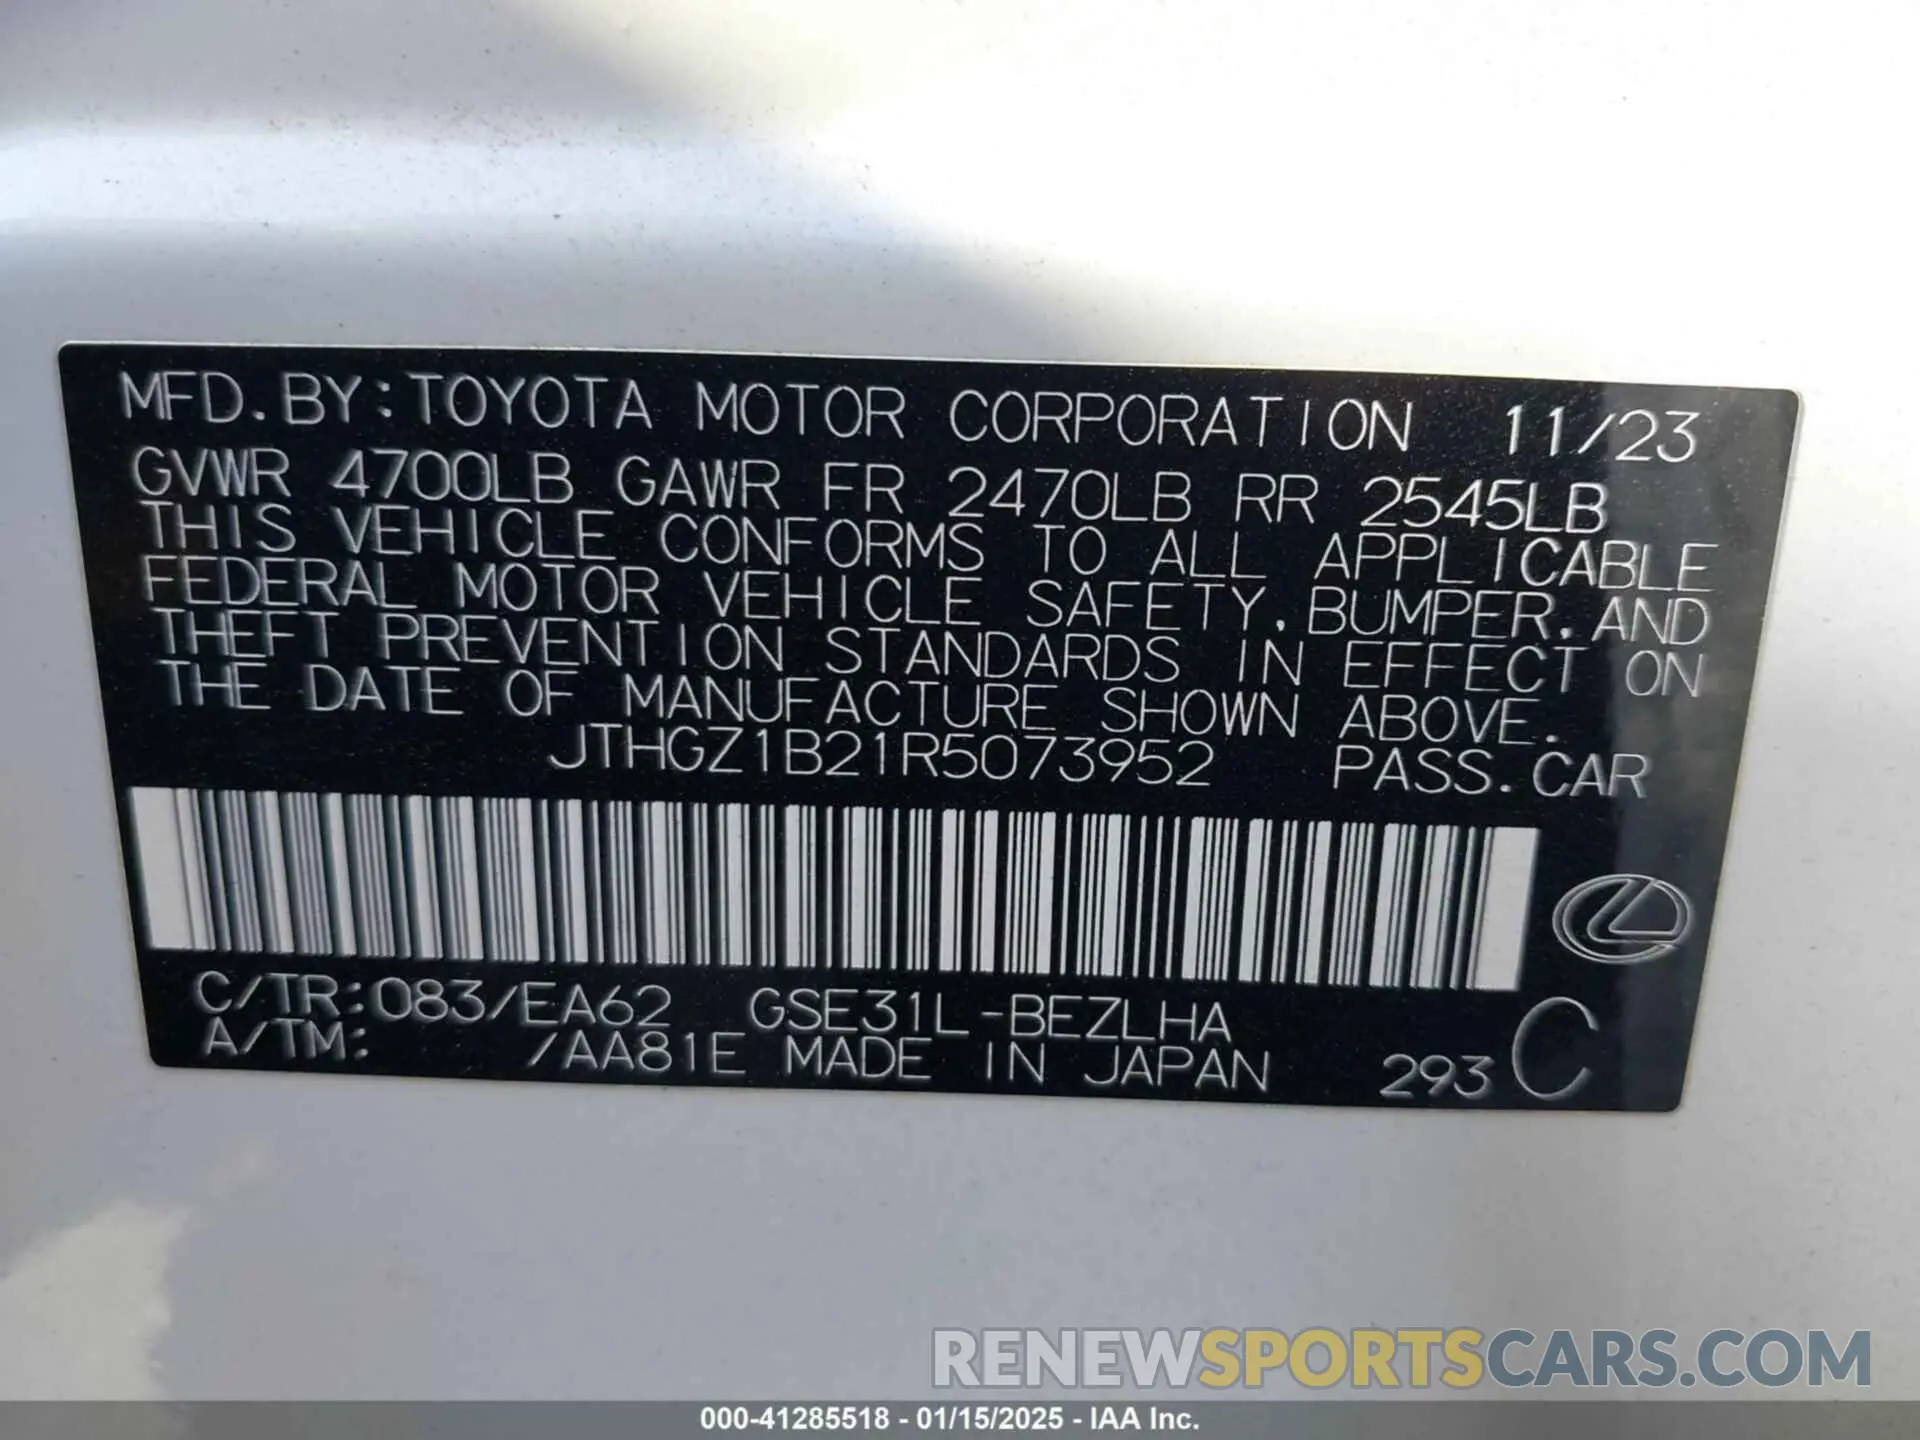 MFD.BY:TOYOTA MOTOR CORPORATION 11/23
GVWR 4700LB GAWR FR 2470LB RR 2545LB
THIS VEHICLE CONFORMS TO ALL APPLICABLE
FEDERAL MOTOR VEHICLE SAFETY,BUMPER,AND
THEFT PREVENTION STANDARDS IN EFFECT ON
THE DATE OF MANUFACTURE SHOWN ABOVE.
JTHGZ1B21R5073952 PASS.CAR
C/TR:083/EA62 GSE31L-BEZLHA
A/TM: /AA81E MADE IN JAPAN 293 C
RENEWSPORTSCARS.COM
000-41285518 - 01/15/2025 - IAA Inc.